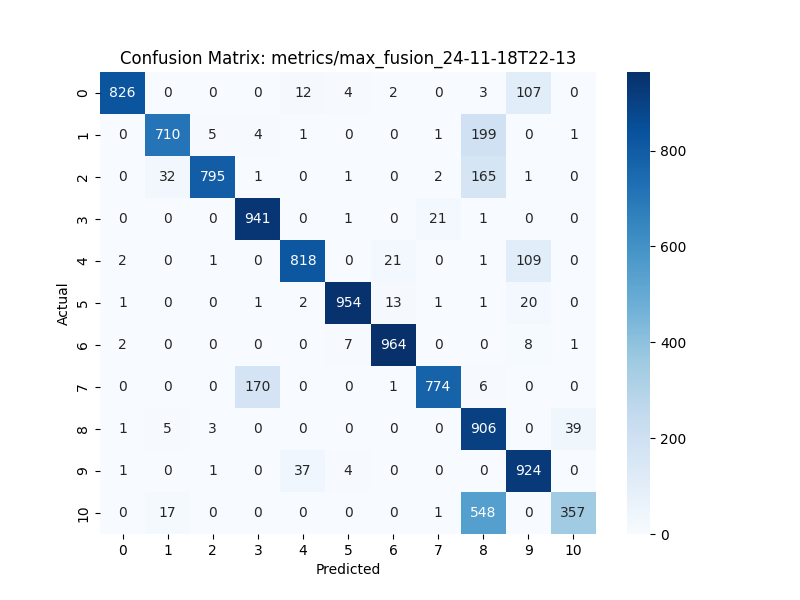 Confusion Matrix: metrics/max_fusion_24-11-18T22-13
0 826 0 0 0 12 4 2 0 3 107 0
1 0 710 5 4 1 0 0 1 199 0 1
2 0 32 795 1 0 1 0 2 165 1 0
3 0 0 0 941 0 1 0 21 1 0 0
4 2 0 1 0 818 0 21 0 1 109 0
5 1 0 0 1 2 954 13 1 1 20 0
6 2 0 0 0 0 7 964 0 0 8 1
7 0 0 0 170 0 0 1 774 6 0 0
8 1 5 3 0 0 0 0 0 906 0 39
9 1 0 1 0 37 4 0 0 0 924 0
10 0 17 0 0 0 0 0 1 548 0 357
0 1 2 3 4 5 6 7 8 9 10
Predicted
Actual
800
600
400
200
0